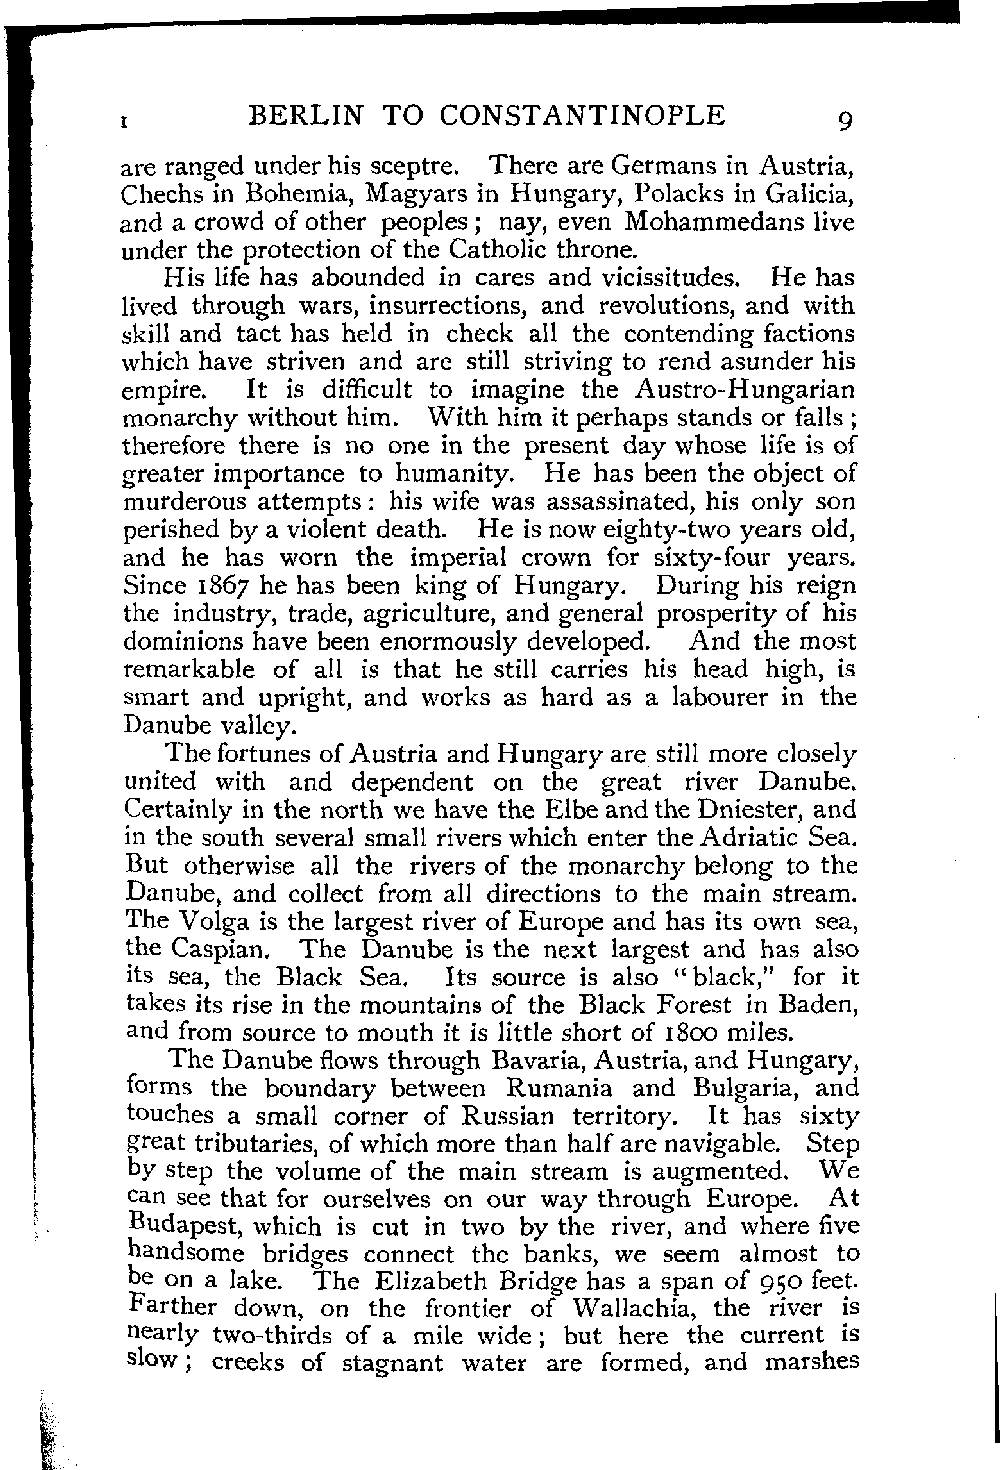 I BERLIN TO CONSTANTINOPLE 9
are ranged under his sceptre. There are Germans in Austria,
Chechs in Bohemia, Magyars in Hungary, Polacks in Galicia,
and a crowd of other peoples; nay, even Mohammedans live
under the protection of the Catholic throne.
His life has abounded in cares and vicissitudes. He has
lived through wars, insurrections, and revolutions, and with
skill and tact has held in check all the contending factions
which have striven and are still striving to rend asunder his
empire. It is difficult to imagine the Austro-Hungarian
monarchy without him. With him it perhaps stands or falls;
therefore there is no one in the present day whose life is of
greater importance to humanity. He has been the object of
murderous attempts: his wife was assassinated, his only son
perished by a violent death. He is now eighty-two years old,
and he has worn the imperial crown for sixty-four years.
Since 1867 he has been king of Hungary. During his reign
the industry, trade, agriculture, and general prosperity of his
dominions have been enormously developed. And the most
remarkable of all is that he still carries his head high, is
smart and upright, and works as hard as a labourer in the
Danube valley.
The fortunes of Austria and Hungary are still more closely
united with and dependent on the great river Danube.
Certainly in the north we have the Elbe and the Dniester, and
in the south several small rivers which enter the Adriatic Sea.
But otherwise all the rivers of the monarchy belong to the
Danube, and collect from all directions to the main stream.
The Volga is the largest river of Europe and has its own sea,
the Caspian. The Danube is the next largest and has also
its sea, the Black Sea. Its source is also "black," for it
takes its rise in the mountains of the Black Forest in Baden,
and from source to mouth it is little short of 1800 miles.
The Danube flows through Bavaria, Austria, and Hungary,
forms the boundary between Rumania and Bulgaria, and
touches a small corner of Russian territory. It has sixty
great tributaries, of which more than half are navigable. Step
by step the volume of the main stream is augmented. We
can see that for ourselves on our way through Europe. At
Budapest, which is cut in two by the river, and where five
handsome bridges connect the banks, we seem almost to
be on a lake. The Elizabeth Bridge has a span of 950 feet.
Farther down, on the frontier of Wallachia, the river is
nearly two-thirds of a mile wide; but here the current is
slow; creeks of stagnant water are formed, and marshes